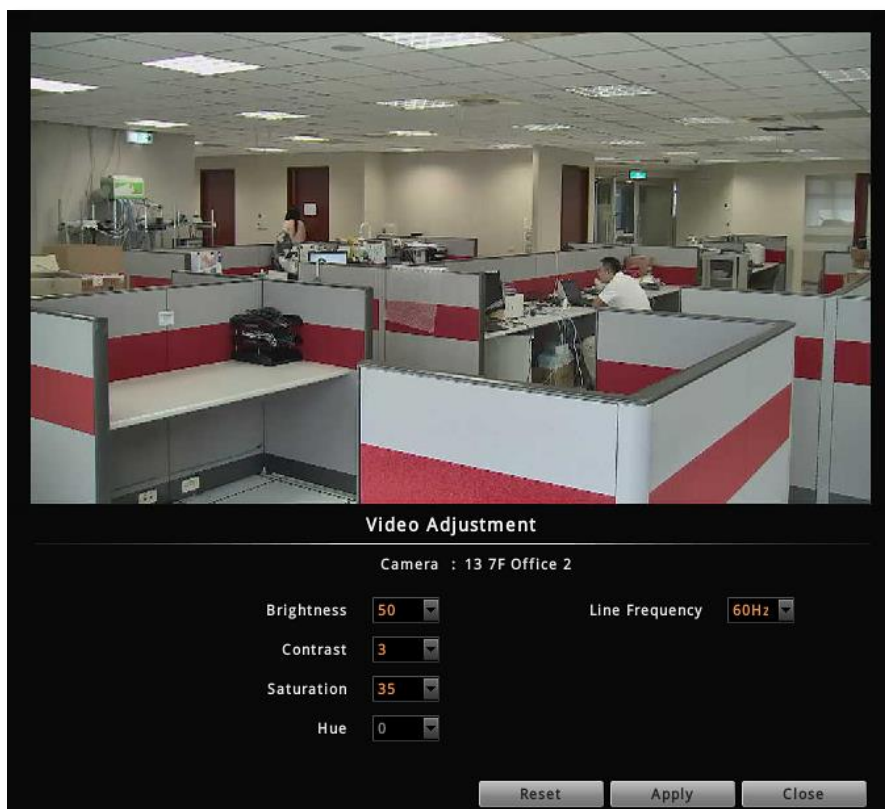 Video Adjustment
Camera : 13 7F Office 2
Brightness 50 Line Frequency 60Hz
Contrast 3
Saturation 35
Hue 0
Reset Apply Close